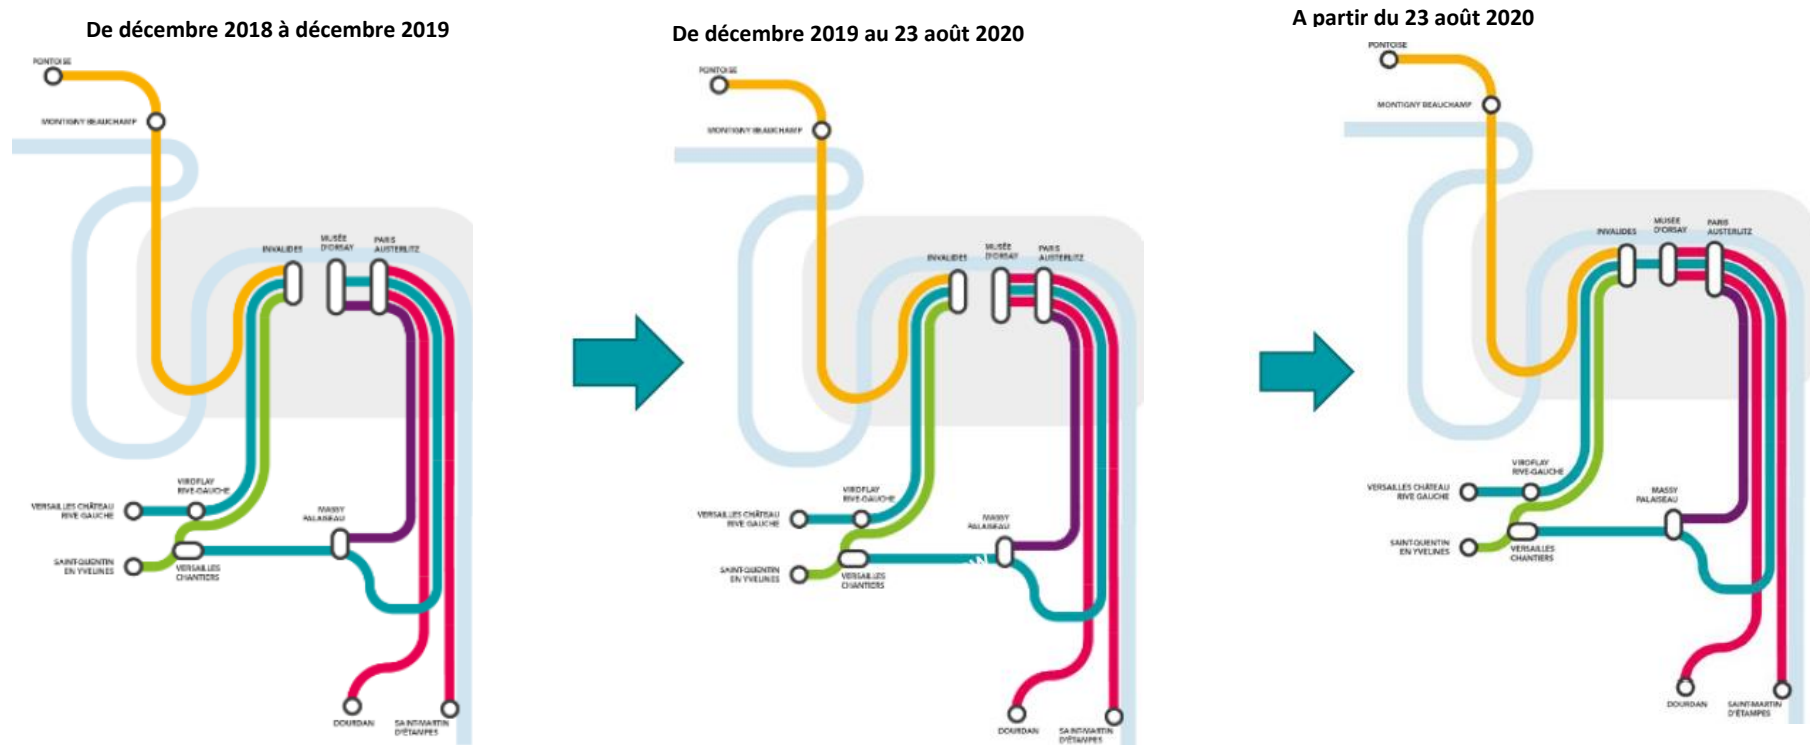 De décembre 2018 à décembre 2019
PONTOISE
MONTIGNY BEAUCHAMP
INVALIDES
MUSÉE
D'ORSAY
PARIS
AUSTERLITZ
VIROFLAY
RIVE-GAUCHE
VERSAILLES CHÂTEAU
RIVE GAUCHE
MASSY
PALAISEAU
SAINT-QUENTIN
EN YVELINES
VERSAILLES
CHANTIERS
DOURDAN
SAINT-MARTIN
D'ÉTAMPES
De décembre 2019 au 23 août 2020
PONTOISE
MONTIGNY BEAUCHAMP
INVALIDES
MUSÉE
D'ORSAY
PARIS
AUSTERLITZ
VIROFLAY
RIVE-GAUCHE
VERSAILLES CHÂTEAU
RIVE GAUCHE
MASSY
PALAISEAU
SAINT-QUENTIN
EN YVELINES
VERSAILLES
CHANTIERS
DOURDAN
SAINT-MARTIN
D'ÉTAMPES
A partir du 23 août 2020
PONTOISE
MONTIGNY BEAUCHAMP
INVALIDES
MUSÉE
D'ORSAY
PARIS
AUSTERLITZ
VIROFLAY
RIVE-GAUCHE
VERSAILLES CHÂTEAU
RIVE GAUCHE
MASSY
PALAISEAU
SAINT-QUENTIN
EN YVELINES
VERSAILLES
CHANTIERS
DOURDAN
SAINT-MARTIN
D'ÉTAMPES